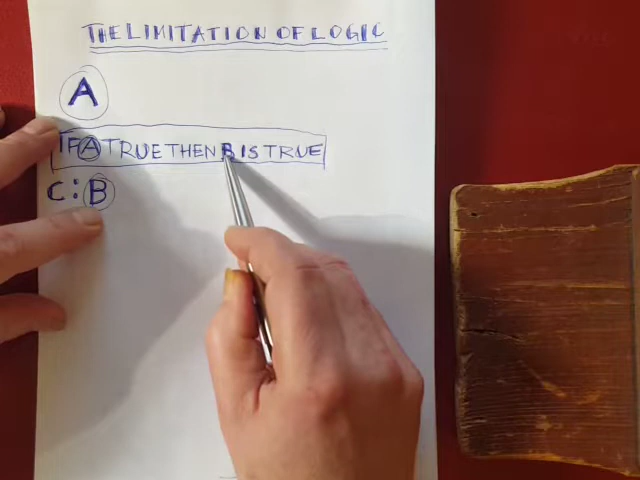 THE LIMITATION OF LOGIC
A
IF A TRUE THEN B IS TRUE
C: B